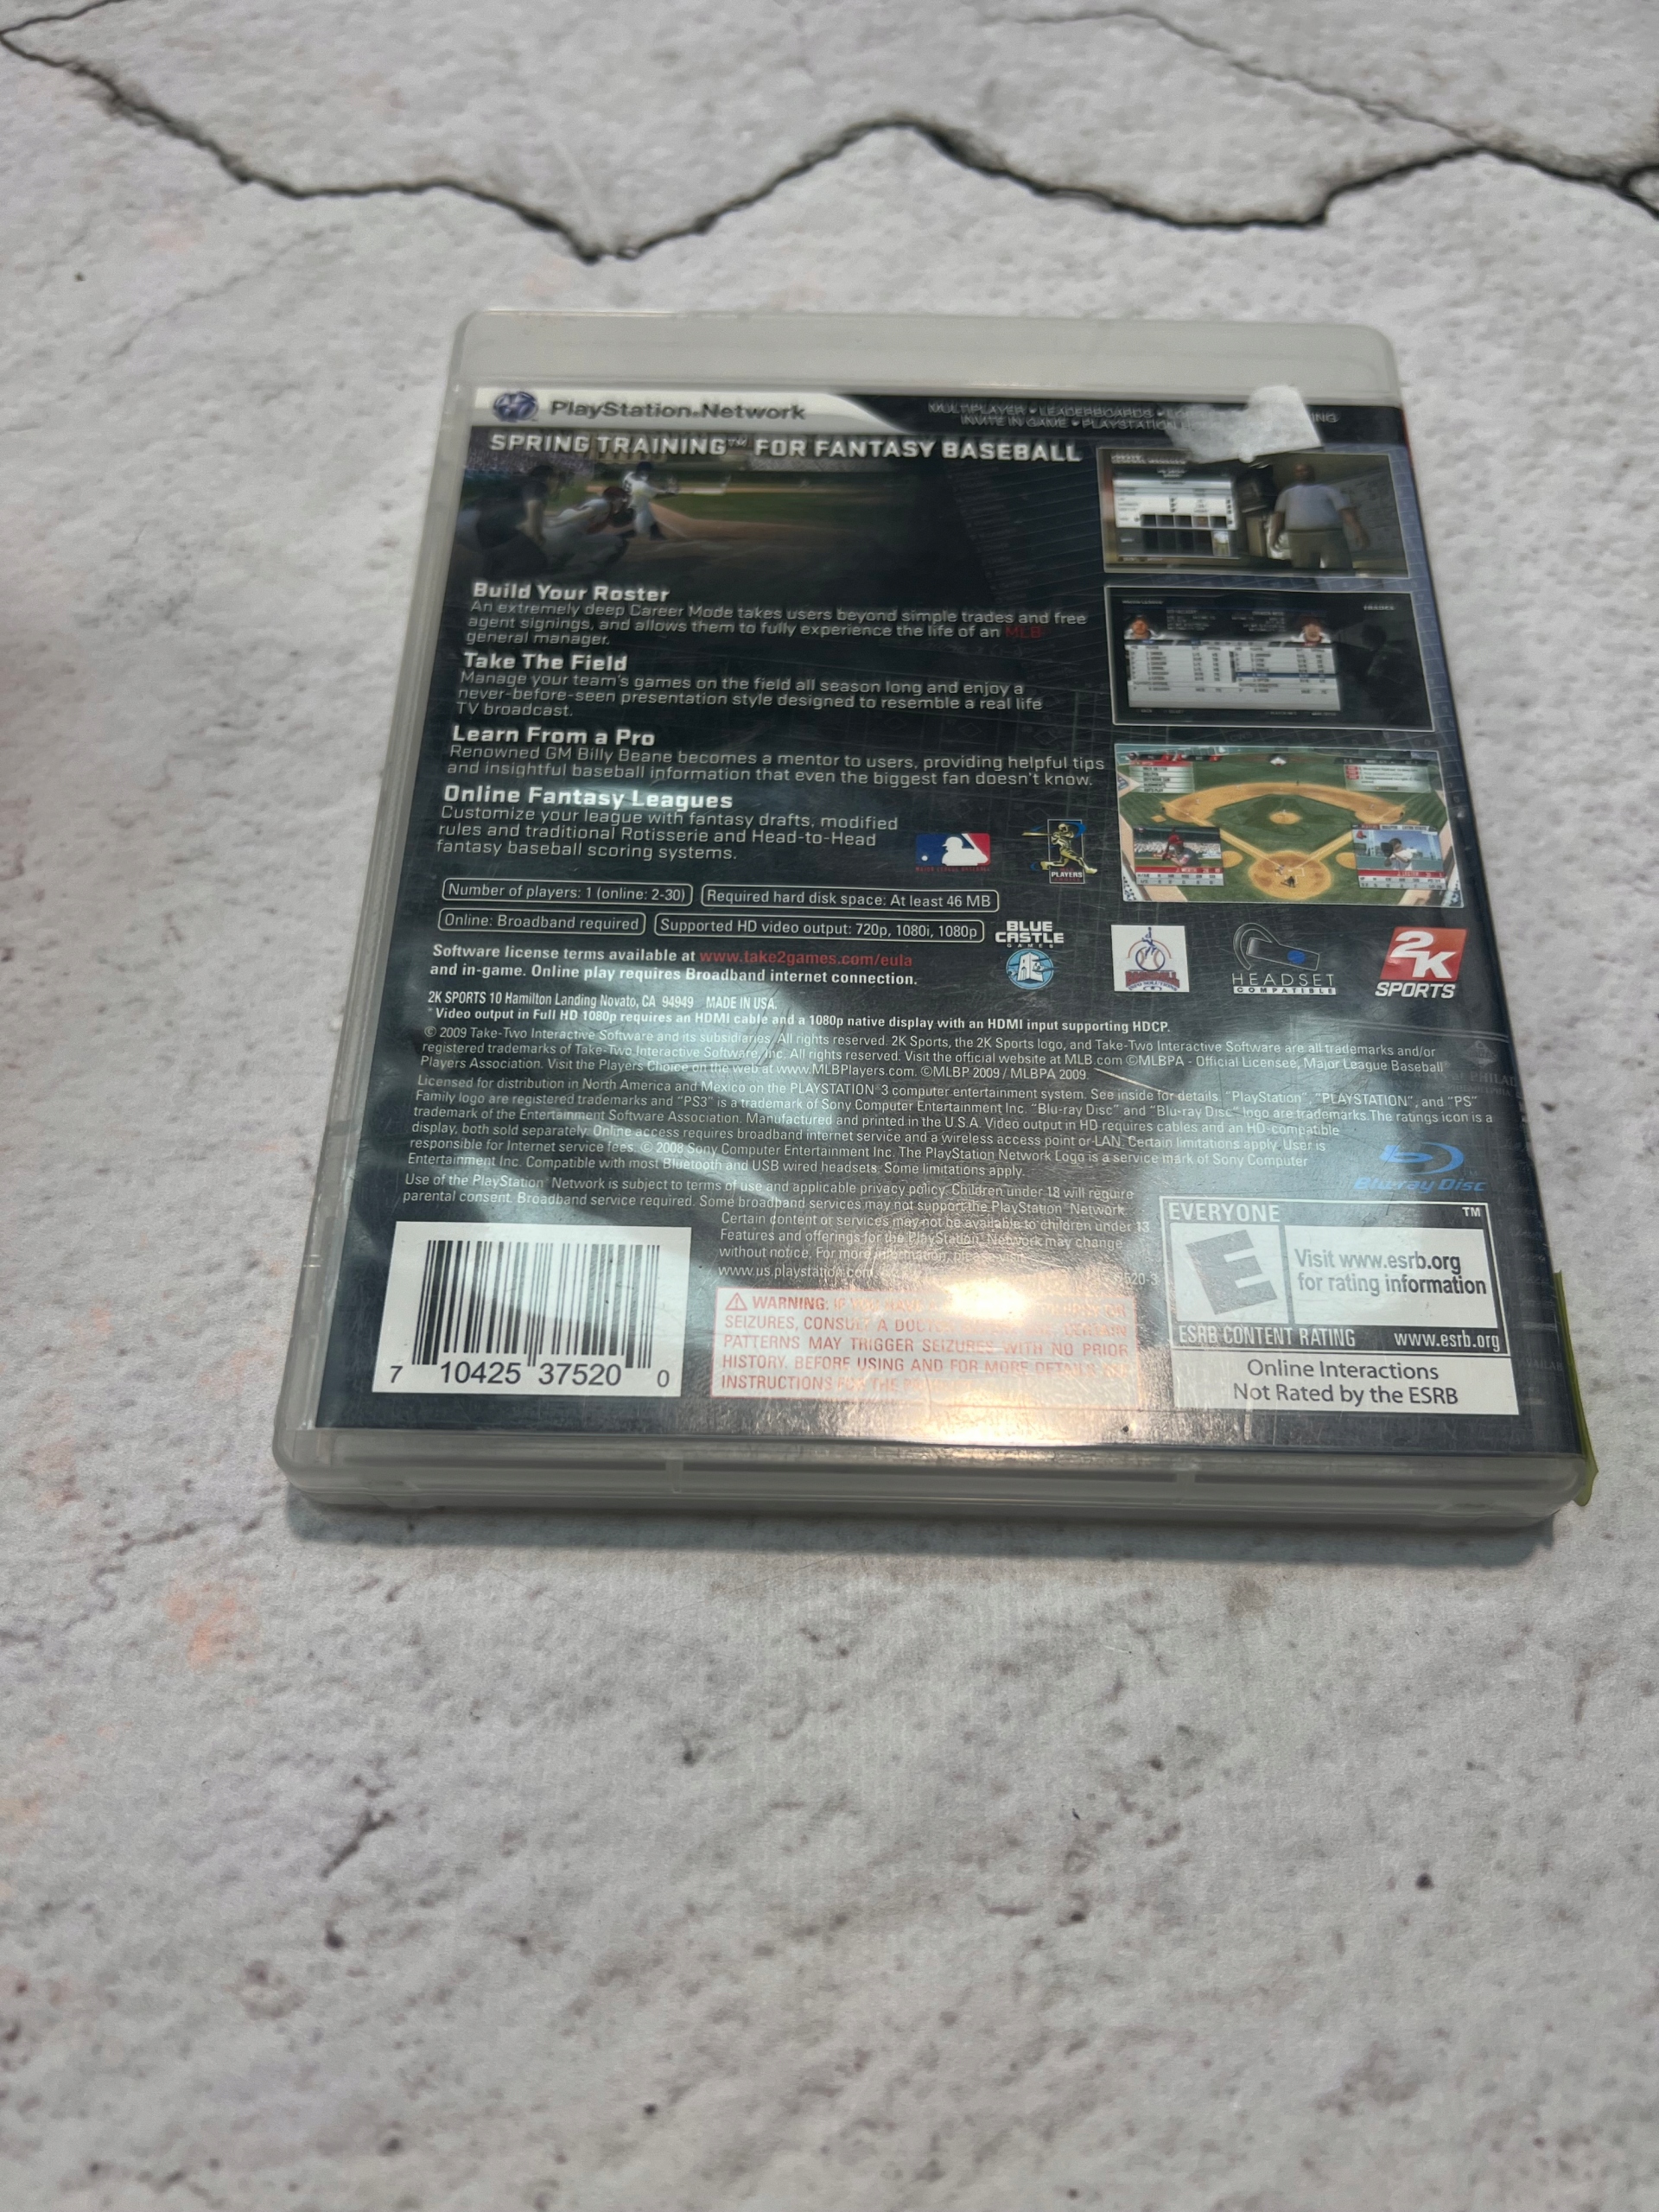 PlayStation®Network
MULTIPLAYER • LEADERBOARDS •
INVITE IN GAME • PLAYSTATION
SPRING TRAINING™ FOR FANTASY BASEBALL
Build Your Roster
An extremely deep Career Mode takes users beyond simple trades and free
agent signings, and allows them to fully experience the life of an MLB
general manager.
Take The Field
Manage your team's games on the field all season long and enjoy a
never-before-seen presentation style designed to resemble a real life
TV broadcast.
Learn From a Pro
Renowned GM Billy Beane becomes a mentor to users, providing helpful tips
and insightful baseball information that even the biggest fan doesn't know.
Online Fantasy Leagues
Customize your league with fantasy drafts, modified
rules and traditional Rotisserie and Head-to-Head
fantasy baseball scoring systems.
TRADES
PLAYERS
Number of players: 1 (online: 2-30)
Required hard disk space: At least 46 MB
Online: Broadband required
Supported HD video output: 720p, 1080i, 1080p
BLUE
CASTLE
GAMES
HEADSET
COMPATIBLE
2K
SPORTS
Software license terms available at www.take2games.com/eula
and in-game. Online play requires Broadband internet connection.
2K SPORTS 10 Hamilton Landing Novato, CA 94949 MADE IN USA.
*Video output in Full HD 1080p requires an HDMI cable and a 1080p native display with an HDMI input supporting HDCP.
© 2009 Take-Two Interactive Software and its subsidiaries. All rights reserved. 2K Sports, the 2K Sports logo, and Take-Two Interactive Software are all trademarks and/or
registered trademarks of Take-Two Interactive Software, Inc. All rights reserved. Visit the official website at MLB.com ©MLBPA - Official Licensee, Major League Baseball
Players Association. Visit the Players Choice on the web at www.MLBPlayers.com. ©MLBP 2009 / MLBPA 2009.
Licensed for distribution in North America and Mexico on the PLAYSTATION®3 computer entertainment system. See inside for details. "PlayStation", "PLAYSTATION", and "PS"
Family logo are registered trademarks and "PS3" is a trademark of Sony Computer Entertainment Inc. "Blu-ray Disc" and "Blu-ray Disc" logo are trademarks. The ratings icon is a
trademark of the Entertainment Software Association. Manufactured and printed in the U.S.A. Video output in HD requires cables and an HD-compatible
display, both sold separately. Online access requires broadband internet service and a wireless access point or LAN. Certain limitations apply. User is
responsible for Internet service fees. © 2008 Sony Computer Entertainment Inc. The PlayStation Network Logo is a service mark of Sony Computer
Entertainment Inc. Compatible with most Bluetooth and USB wired headsets. Some limitations apply.
Blu-ray Disc
Use of the PlayStation®Network is subject to terms of use and applicable privacy policy. Children under 18 will require
parental consent. Broadband service required. Some broadband services may not support the PlayStation®Network.
Certain content or services may not be available to children under 13.
Features and offerings for the PlayStation®Network may change
without notice. For more information, please visit
www.us.playstation.com
520-3
WARNING: IF YOU HAVE
SEIZURES, CONSULT A DOCTOR CERTAIN
PATTERNS MAY TRIGGER SEIZURES WITH NO PRIOR
HISTORY. BEFORE USING AND FOR MORE DETAILS
INSTRUCTIONS FOR THE
7 10425 37520 0
EVERYONE
TM
E
Visit www.esrb.org
for rating information
ESRB CONTENT RATING www.esrb.org
Online Interactions
Not Rated by the ESRB